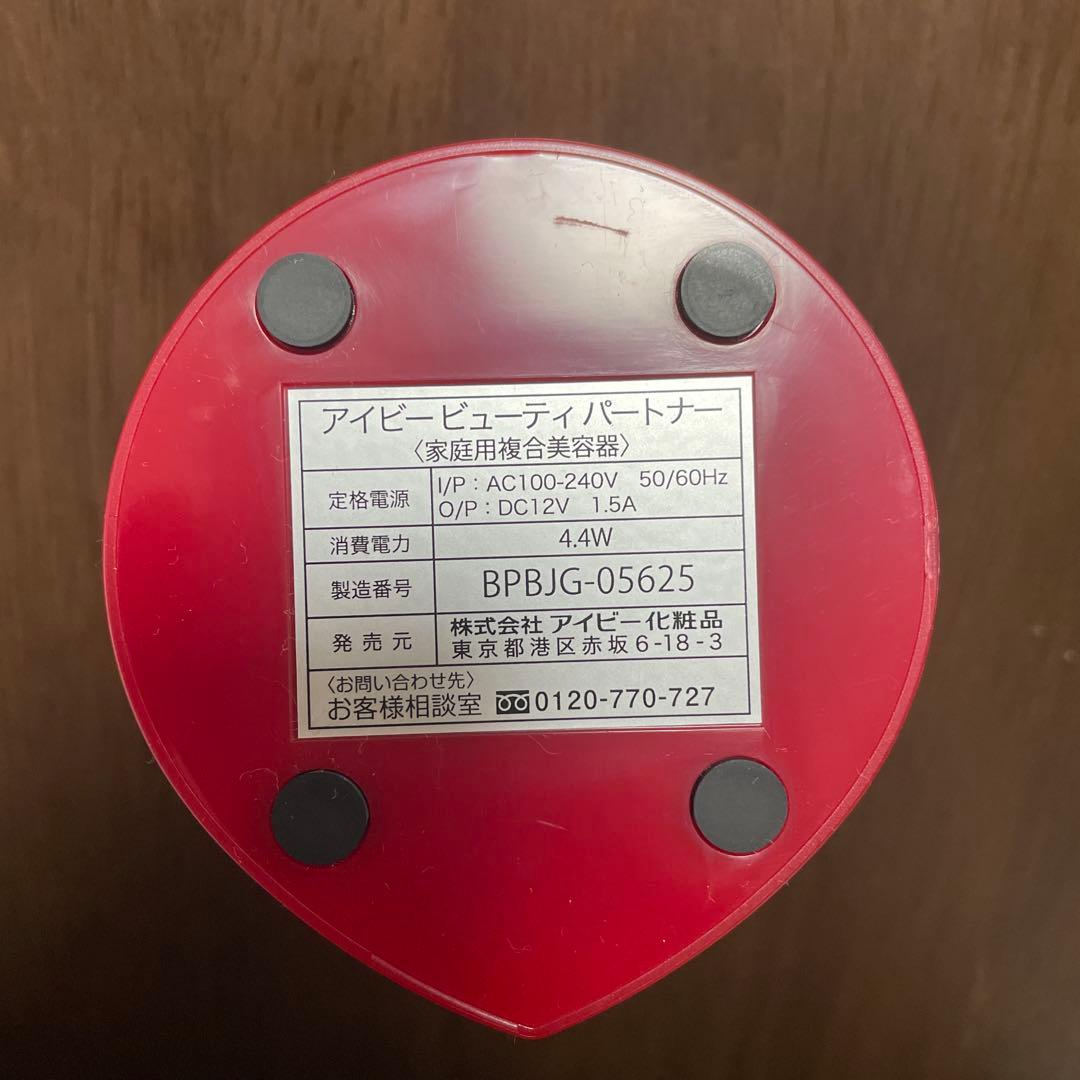 アイビー ビューティ パートナー
〈家庭用複合美容器〉
定格電源
I/P：AC100-240V 50/60Hz
O/P：DC12V 1.5A
消費電力 4.4W
製造番号 BPBJG-05625
発売元
株式会社 アイビー化粧品
東京都港区赤坂6-18-3
〈お問い合わせ先〉
お客様相談室 0120-770-727